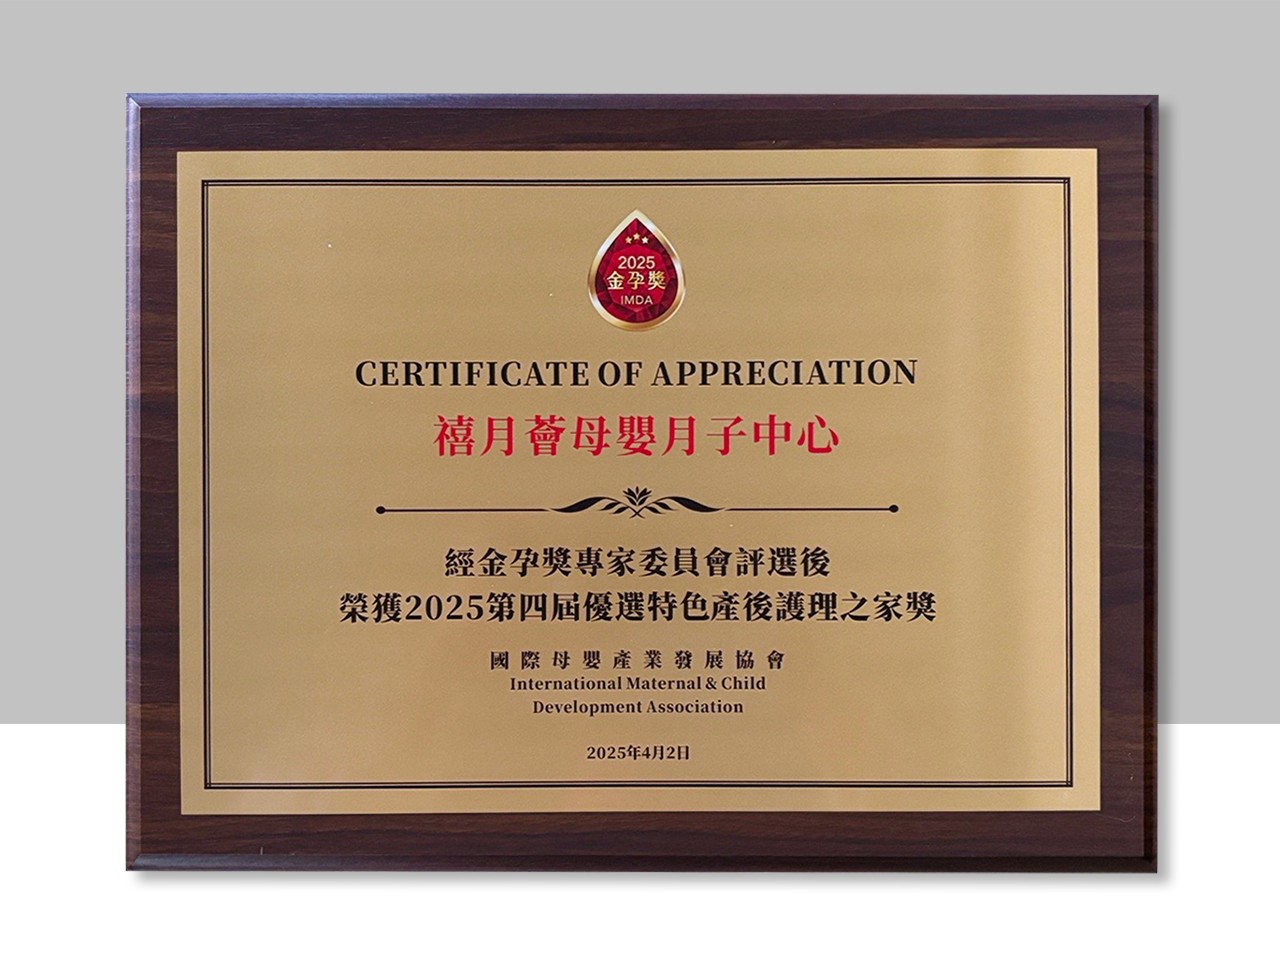 2025
金孕獎
IMDA
CERTIFICATE OF APPRECIATION
禧月薈母嬰月子中心
經金孕獎專家委員會評選後
榮獲2025第四屆優選特色產後護理之家獎
國際母嬰產業發展協會
International Maternal & Child
Development Association
2025年4月2日